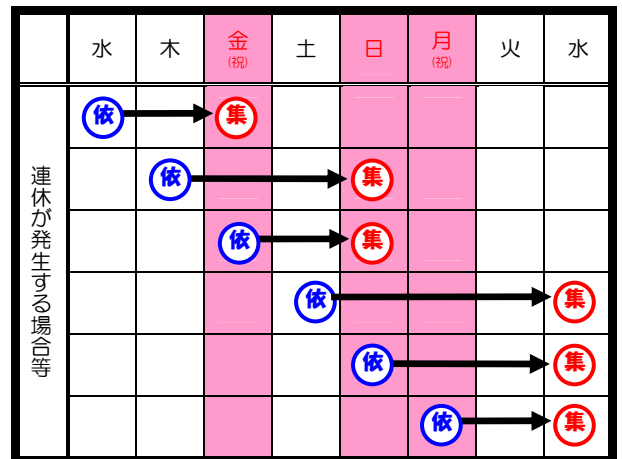 水 木 金 土 日 月 火 水
(祝) (祝)
連休が発生する場合等
依 集
依 集
依 集
依 集
依 集
依 集